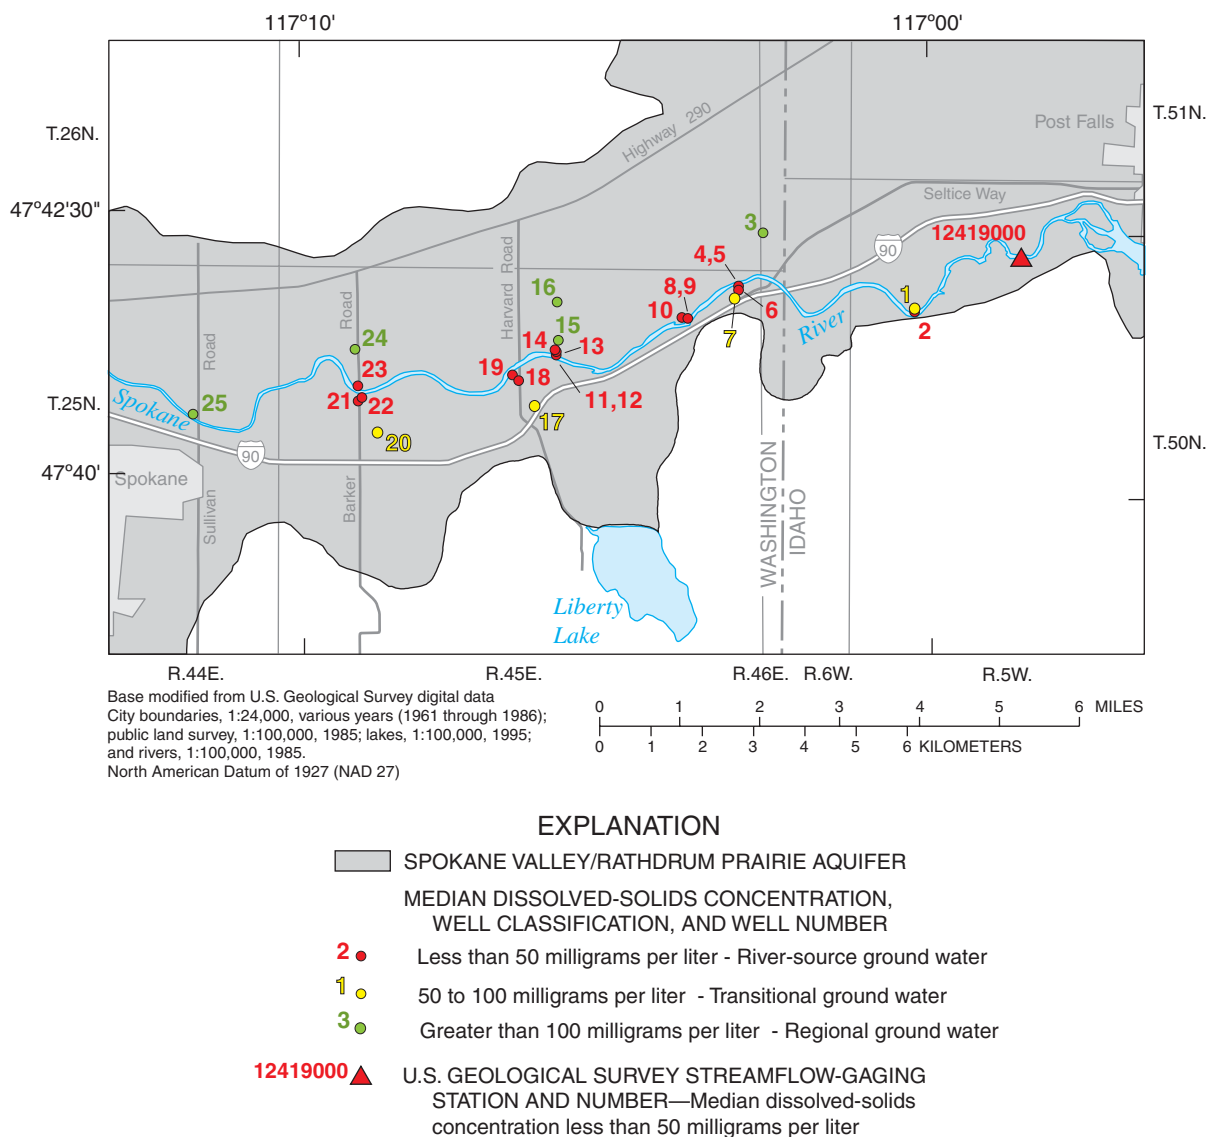 117º10'
117º00'
T.26N.
T.51N.
Post Falls
Highway 290
47º42'30"
Seltice Way
3
12419000
90
4,5
Harvard Road
8,9
16
10
6
1
Road
River
2
15
7
24
14
13
Road
23
19
18
11,12
Spokane
25
21
22
T.25N.
17
20
T.50N.
90
47º40'
Spokane
Sullivan
Barker
WASHINGTON
IDAHO
Liberty
Lake
R.44E.
R.45E.
R.46E.
R.6W.
R.5W.
Base modified from U.S. Geological Survey digital data
City boundaries, 1:24,000, various years (1961 through 1986);
public land survey, 1:100,000, 1985; lakes, 1:100,000, 1995;
and rivers, 1:100,000, 1985.
North American Datum of 1927 (NAD 27)
0 1 2 3 4 5 6 MILES
0 1 2 3 4 5 6 KILOMETERS
EXPLANATION
SPOKANE VALLEY/RATHDRUM PRAIRIE AQUIFER
MEDIAN DISSOLVED-SOLIDS CONCENTRATION,
WELL CLASSIFICATION, AND WELL NUMBER
2 Less than 50 milligrams per liter - River-source ground water
1 50 to 100 milligrams per liter - Transitional ground water
3 Greater than 100 milligrams per liter - Regional ground water
12419000 U.S. GEOLOGICAL SURVEY STREAMFLOW-GAGING
STATION AND NUMBER—Median dissolved-solids
concentration less than 50 milligrams per liter